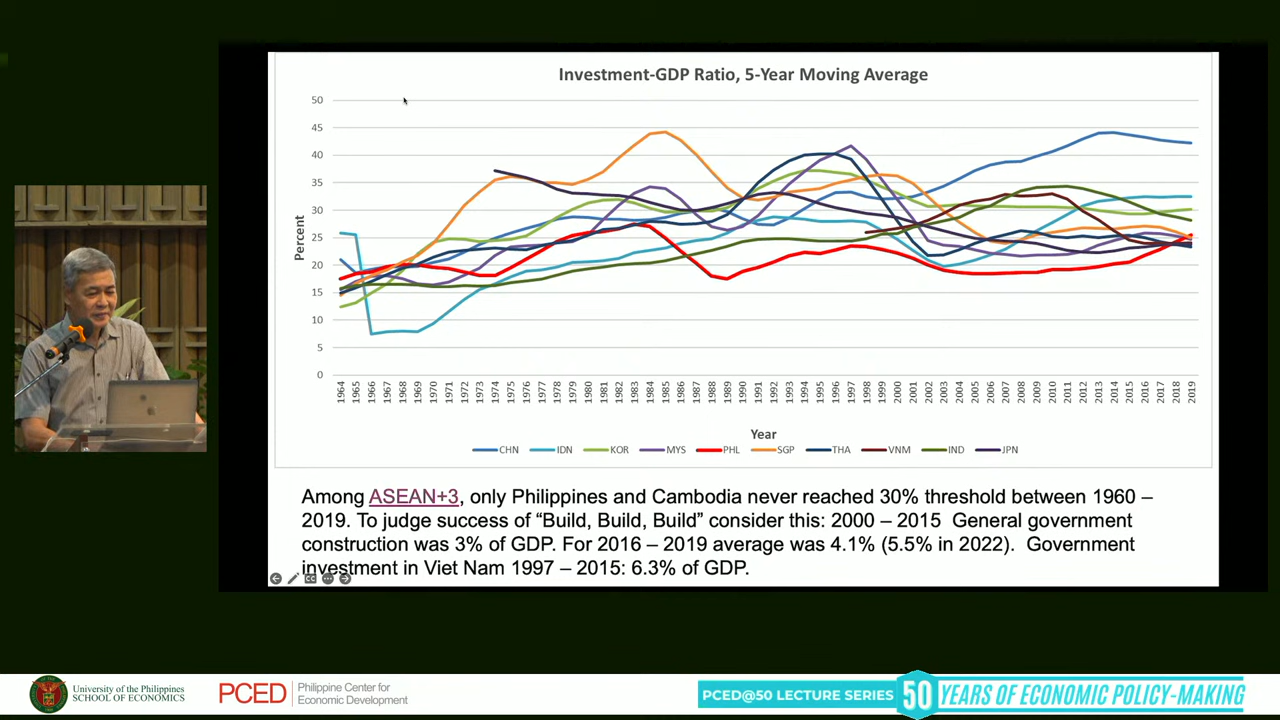 Investment-GDP Ratio, 5-Year Moving Average
50
45
40
35
30
25
20
15
10
5
0
Percent
1964 1965 1966 1967 1968 1969 1970 1971 1972 1973 1974 1975 1976 1977 1978 1979 1980 1981 1982 1983 1984 1985 1986 1987 1988 1989 1990 1991 1992 1993 1994 1995 1996 1997 1998 1999 2000 2001 2002 2003 2004 2005 2006 2007 2008 2009 2010 2011 2012 2013 2014 2015 2016 2017 2018 2019
Year
CHN IDN KOR MYS PHL SGP THA VNM IND JPN
Among ASEAN+3, only Philippines and Cambodia never reached 30% threshold between 1960 –
2019. To judge success of “Build, Build, Build” consider this: 2000 – 2015 General government
construction was 3% of GDP. For 2016 – 2019 average was 4.1% (5.5% in 2022). Government
investment in Viet Nam 1997 – 2015: 6.3% of GDP.
CC
University of the Philippines
SCHOOL OF ECONOMICS
PCED
Philippine Center for
Economic Development
PCED@50 LECTURE SERIES
50 YEARS OF ECONOMIC POLICY-MAKING